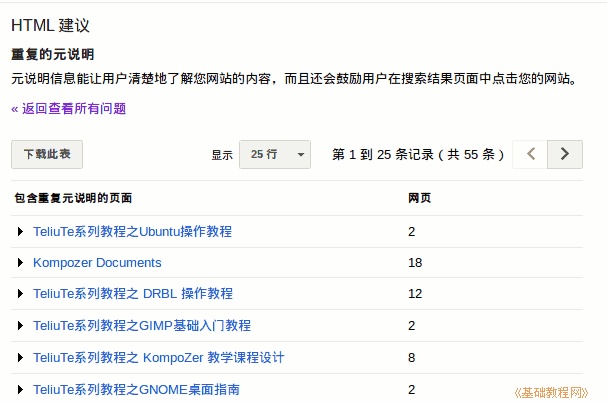 HTML 建议
重复的元说明
元说明信息能让用户清楚地了解您网站的内容，而且还会鼓励用户在搜索结果页面中点击您的网站。
« 返回查看所有问题
下载此表 显示 25 行 第 1 到 25 条记录（共 55 条）
包含重复元说明的页面 网页
TeliuTe系列教程之Ubuntu操作教程 2
Kompozer Documents 18
TeliuTe系列教程之 DRBL 操作教程 12
TeliuTe系列教程之GIMP基础入门教程 2
TeliuTe系列教程之 KompoZer 教学课程设计 8
TeliuTe系列教程之GNOME桌面指南 2
《基础教程网》